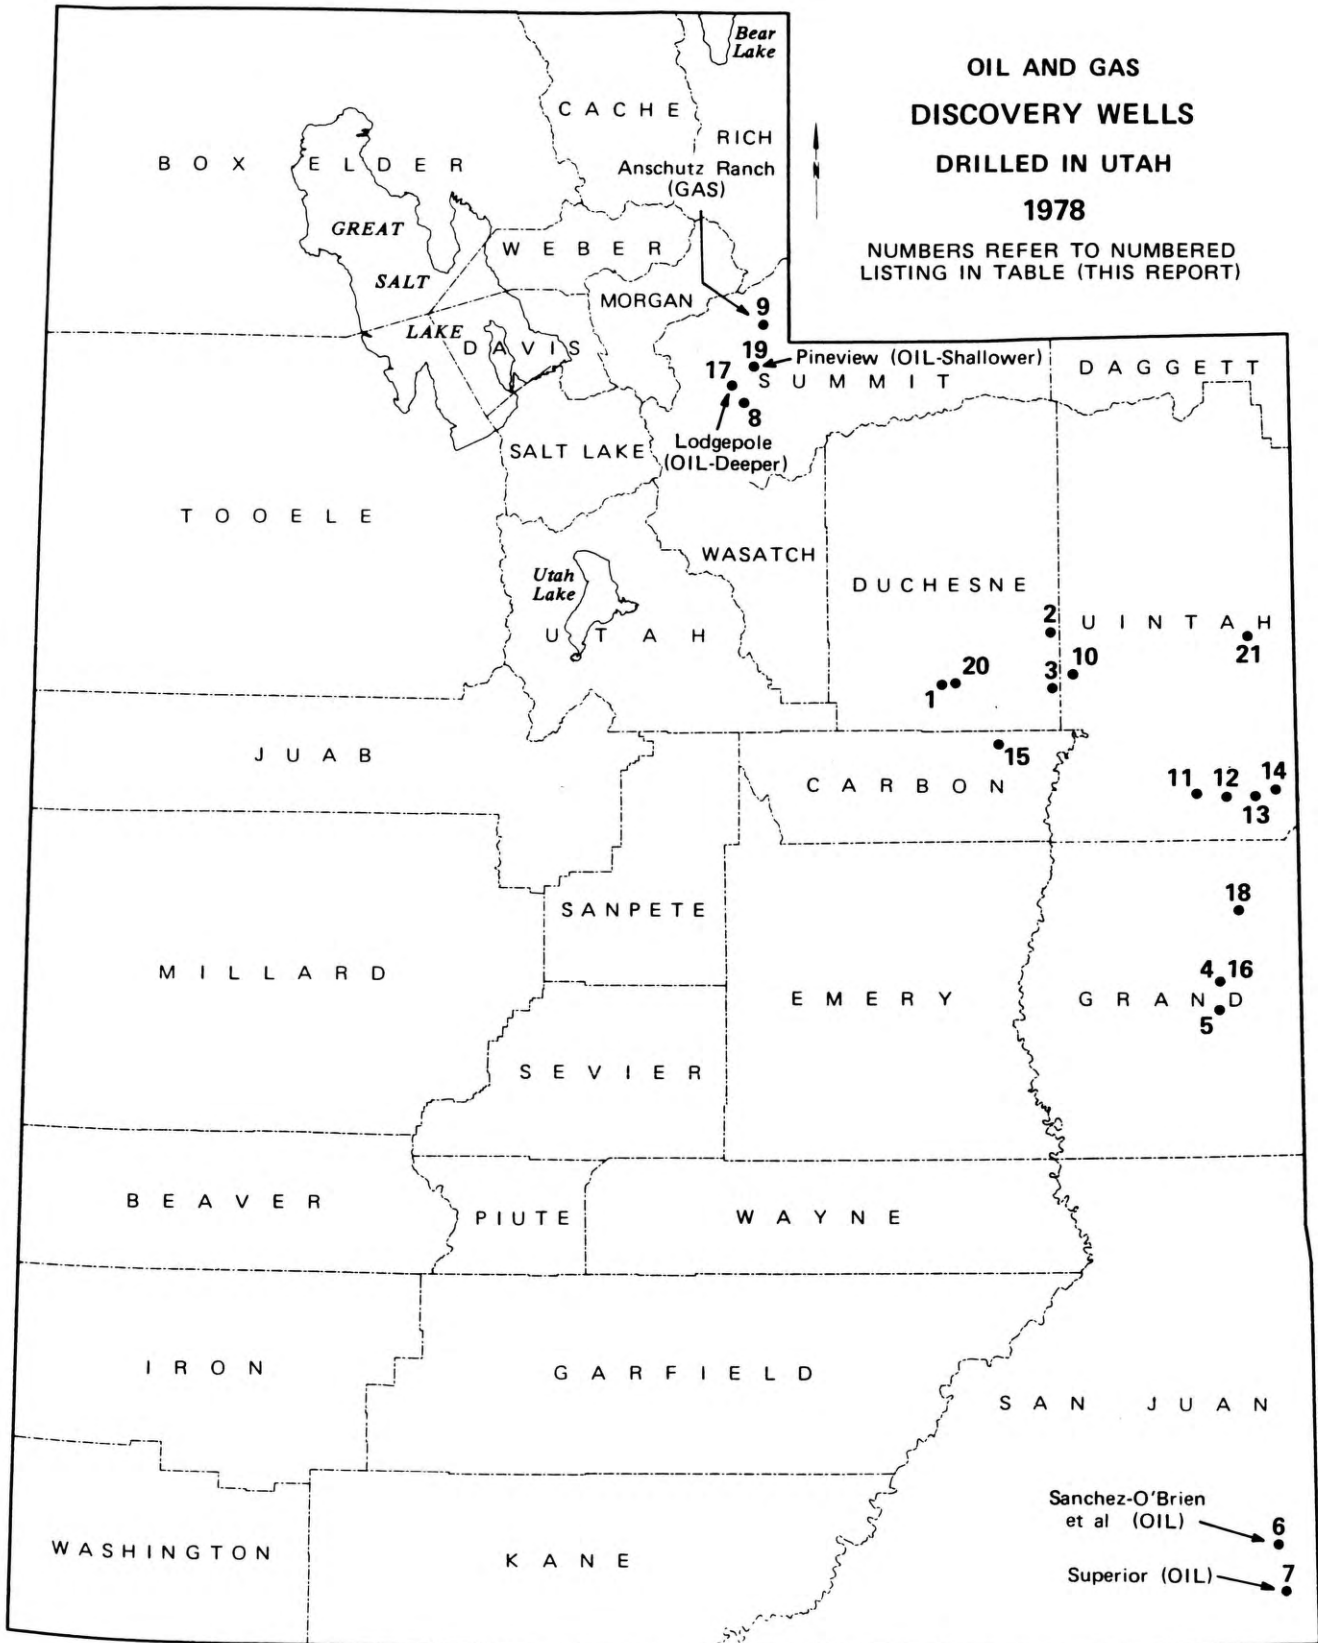 OIL AND GAS
DISCOVERY WELLS
DRILLED IN UTAH
1978
NUMBERS REFER TO NUMBERED
LISTING IN TABLE (THIS REPORT)
N
Bear
Lake
CACHE
RICH
BOX ELDER
Anschutz Ranch
(GAS)
GREAT
SALT
LAKE
WEBER
MORGAN
9
DAVIS
19
Pineview (OIL-Shallower)
17
SUMMIT
DAGGETT
8
Lodgepole
(OIL-Deeper)
SALT LAKE
TOOELE
WASATCH
Utah
Lake
UTAH
DUCHESNE
2
UINTAH
21
20
1
3
10
JUAB
15
CARBON
11
12
14
13
SANPETE
18
MILLARD
4
16
EMERY
GRAND
5
SEVIER
BEAVER
PIUTE
WAYNE
IRON
GARFIELD
SAN JUAN
Sanchez-O'Brien
et al (OIL)
6
WASHINGTON
KANE
Superior (OIL)
7